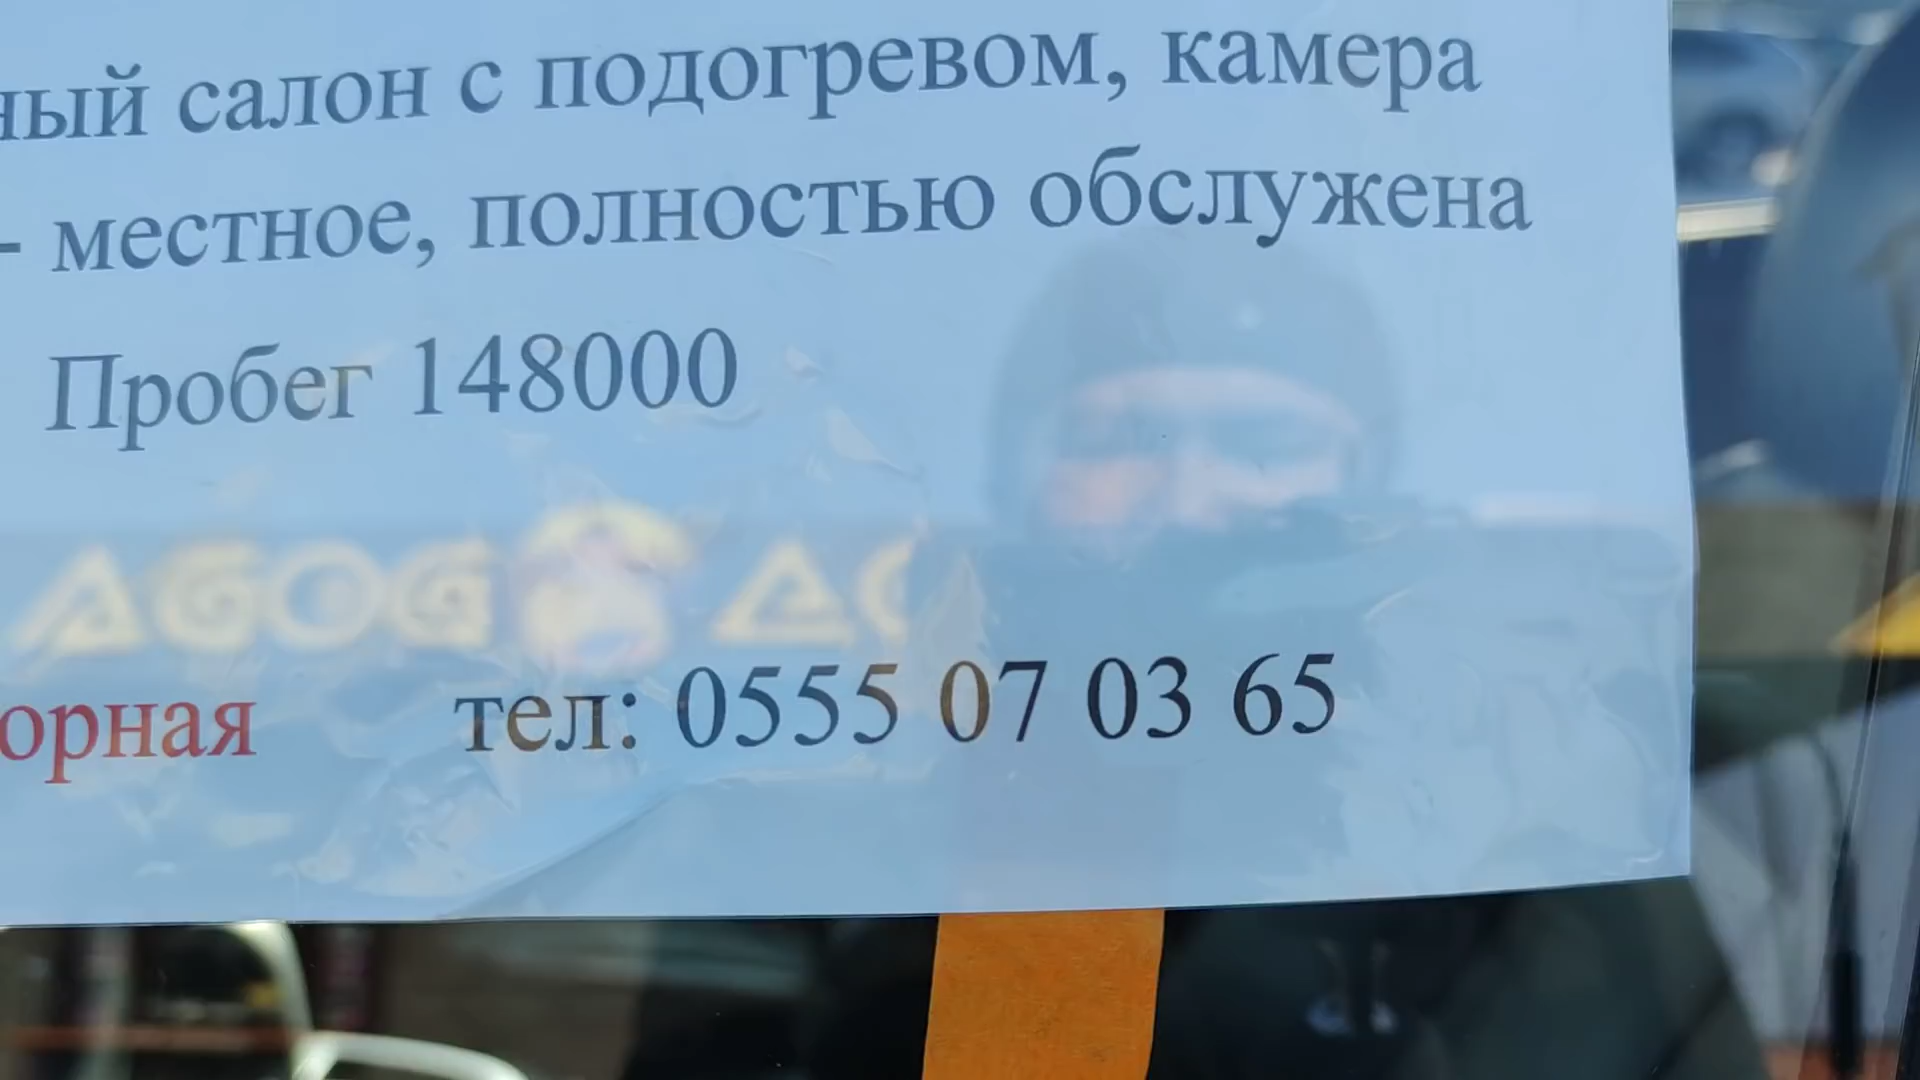 ный салон с подогревом, камера
- местное, полностью обслужена
Пробег 148000
орная тел: 0555 07 03 65